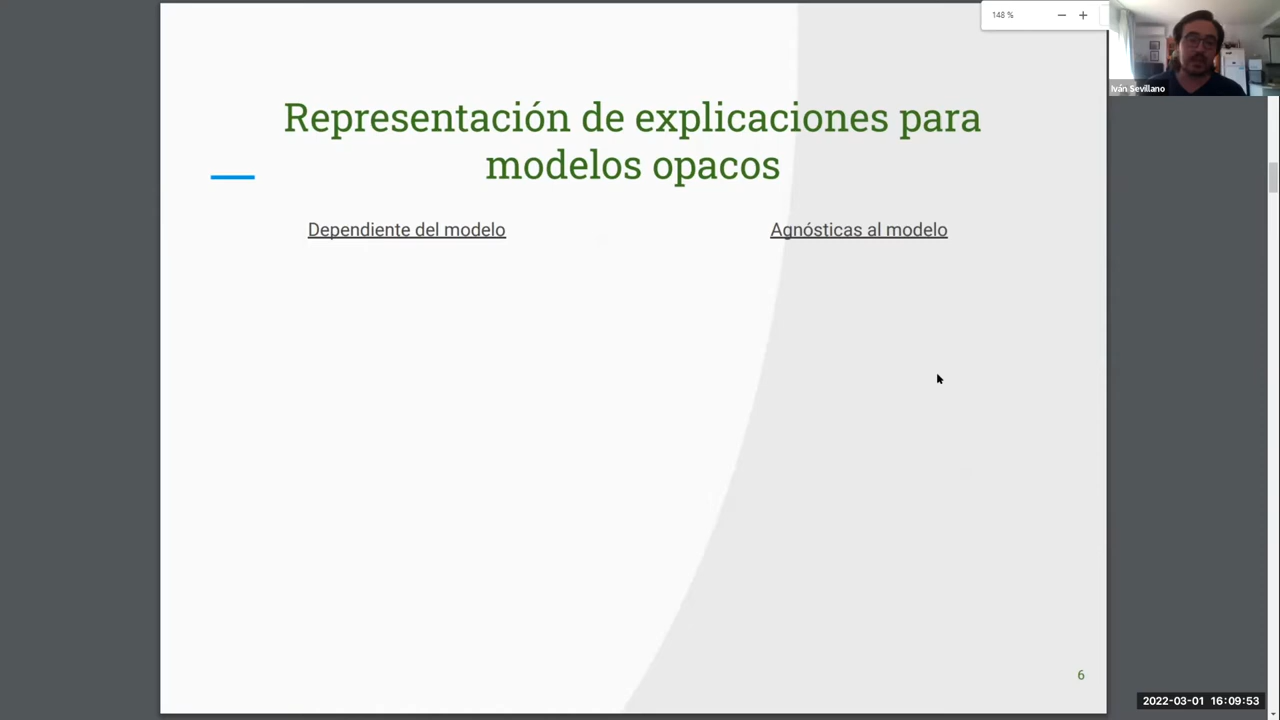 148 %
Iván Sevillano
Representación de explicaciones para
modelos opacos
Dependiente del modelo
Agnósticas al modelo
6
2022-03-01 16:09:53